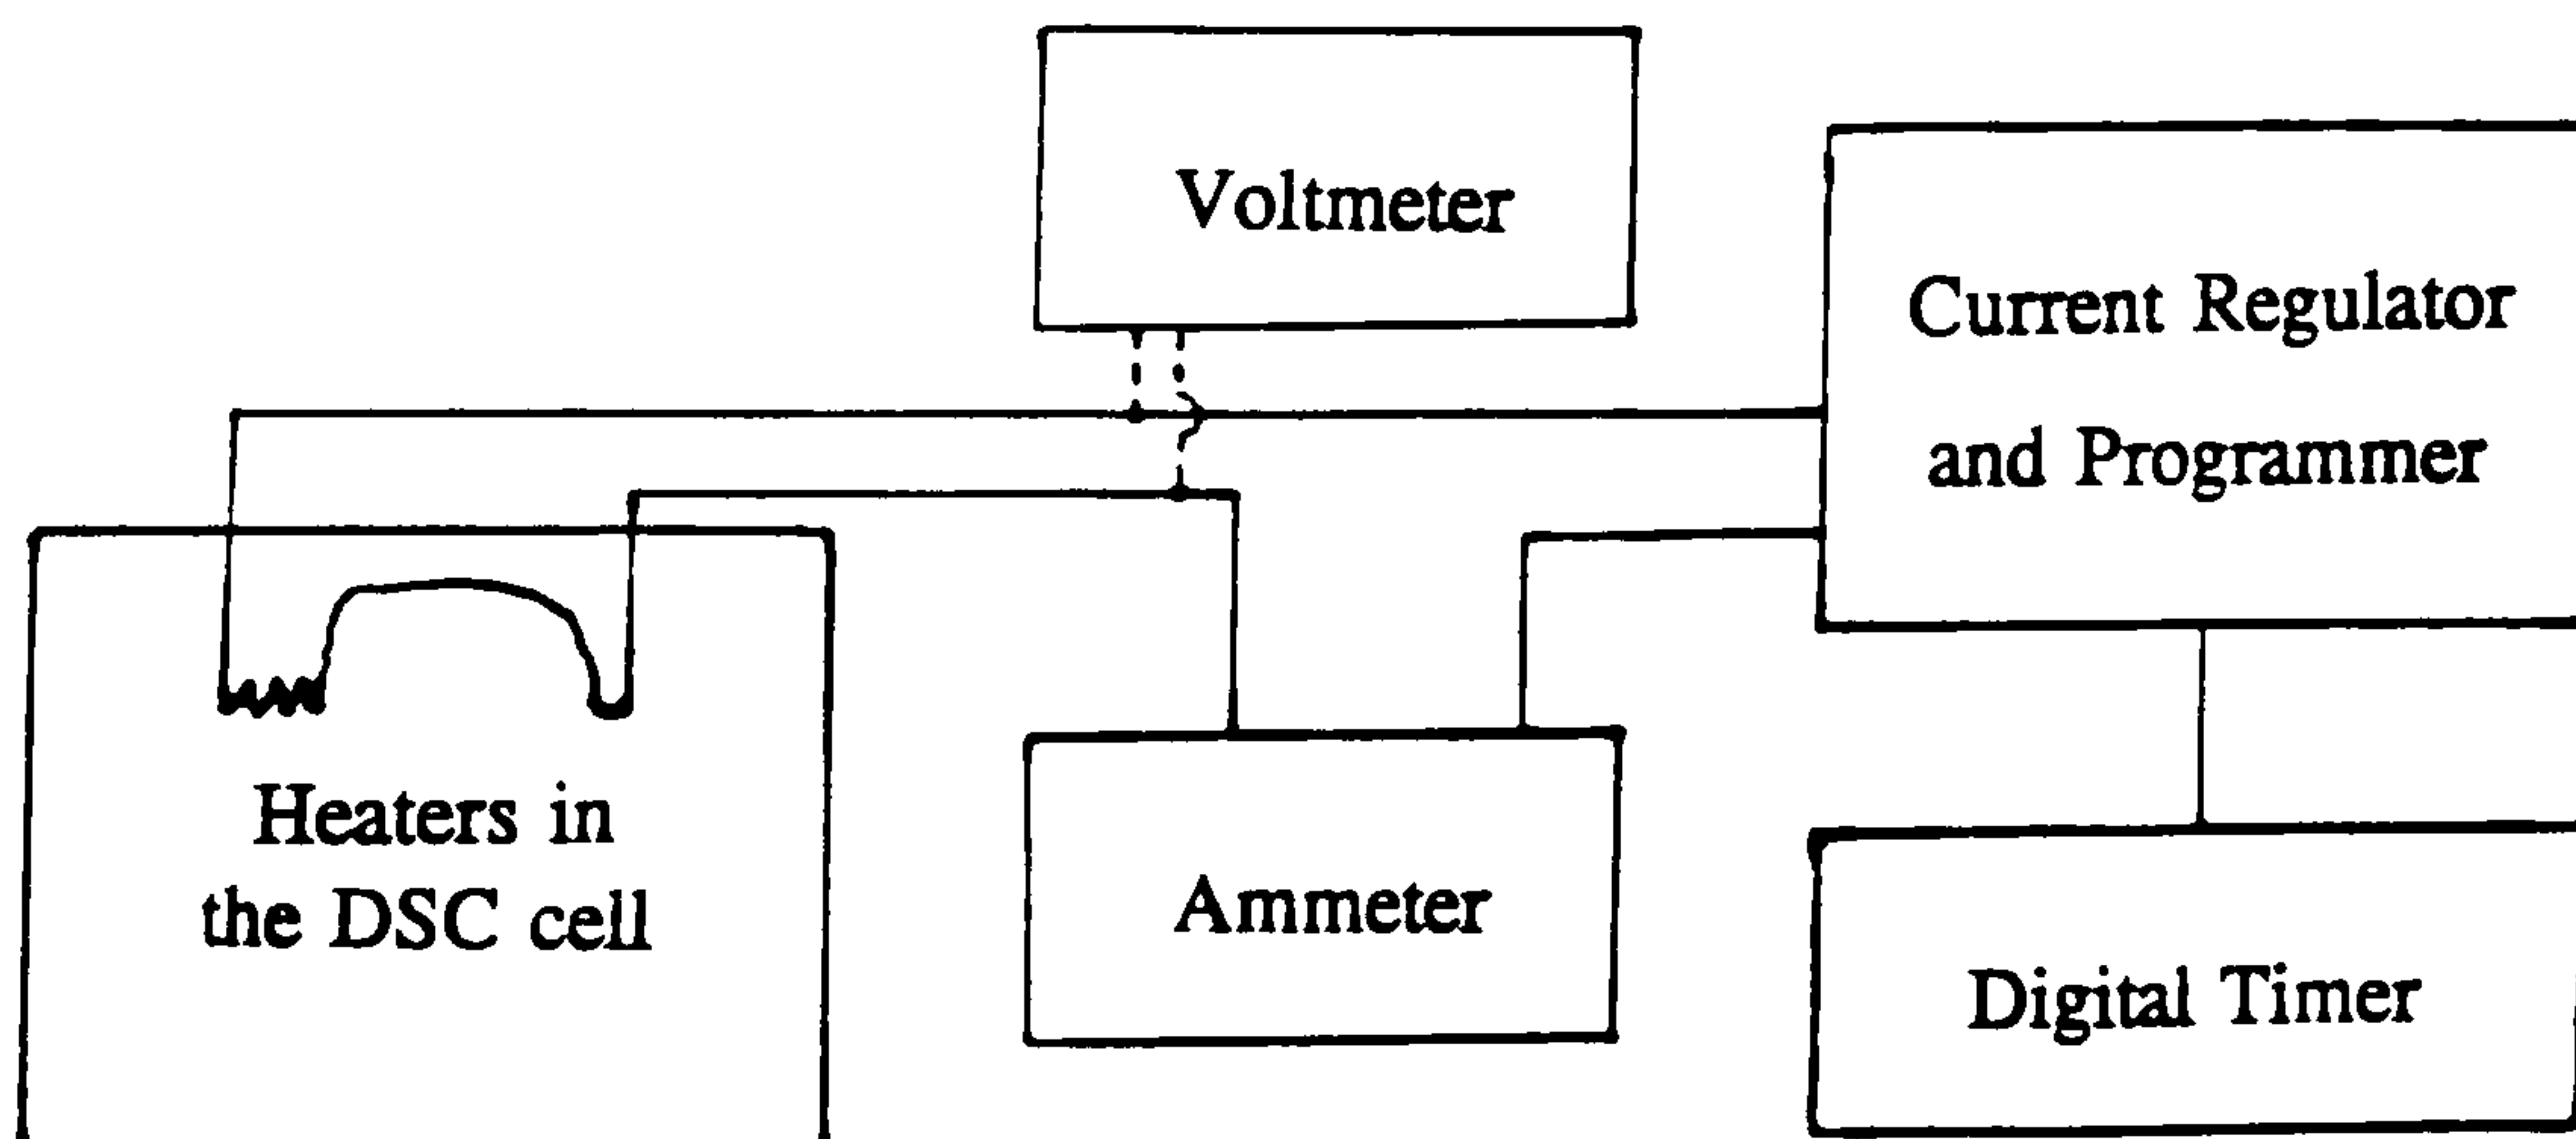 Voltmeter
Current Regulator
and Programmer
Heaters in
the DSC cell
Ammeter
Digital Timer